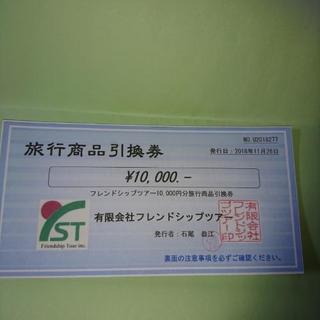 NO.U2018277
旅行商品引換券
発行日：2018年11月26日
¥10,000.-
フレンドシップツアー10,000円分旅行商品引換券
FST
Friendship Tour inc.
有限会社フレンドシップツアー
発行者：石尾
裏面の注意事項を必ずご確認ください。